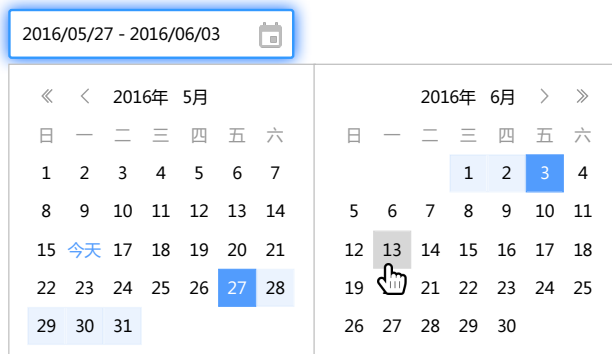 2016/05/27 - 2016/06/03
2016年 5月
日 一 二 三 四 五 六
1 2 3 4 5 6 7
8 9 10 11 12 13 14
15 今天 17 18 19 20 21
22 23 24 25 26 27 28
29 30 31
2016年 6月
日 一 二 三 四 五 六
1 2 3 4
5 6 7 8 9 10 11
12 13 14 15 16 17 18
19 21 22 23 24 25
26 27 28 29 30